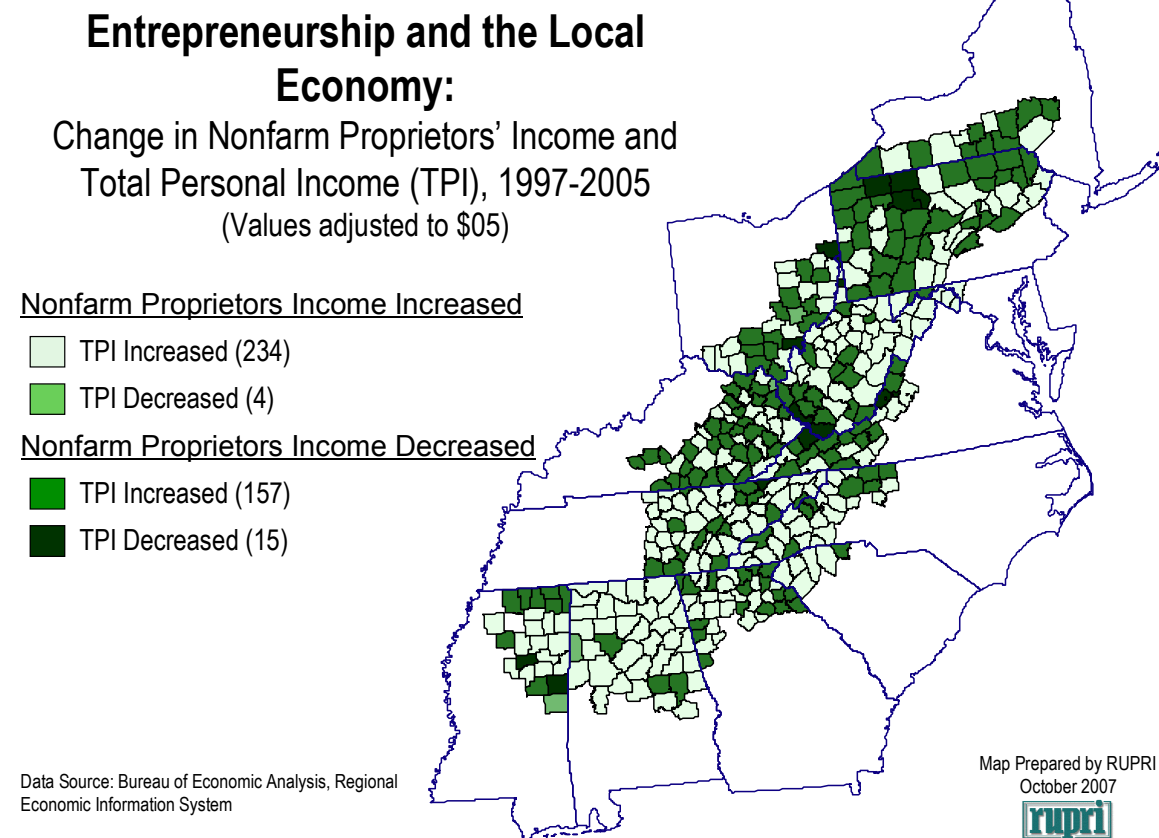 Entrepreneurship and the Local
Economy:
Change in Nonfarm Proprietors’ Income and
Total Personal Income (TPI), 1997-2005
(Values adjusted to $05)
Nonfarm Proprietors Income Increased
TPI Increased (234)
TPI Decreased (4)
Nonfarm Proprietors Income Decreased
TPI Increased (157)
TPI Decreased (15)
Data Source: Bureau of Economic Analysis, Regional
Economic Information System
Map Prepared by RUPRI
October 2007
rupri